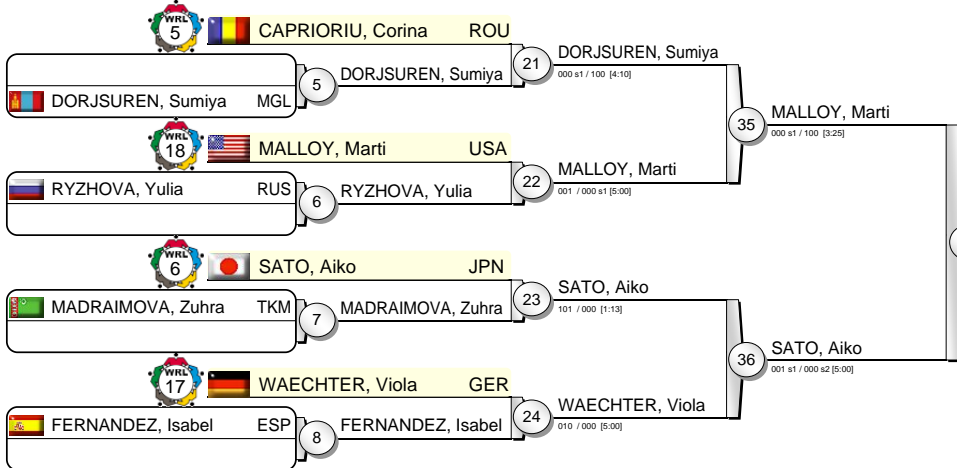 WRL
5
CAPRIORIU, Corina ROU
21
DORJSUREN, Sumiya
000 s1 / 100 [4:10]
5
DORJSUREN, Sumiya
DORJSUREN, Sumiya MGL
35
MALLOY, Marti
000 s1 / 100 [3:25]
WRL
18
MALLOY, Marti USA
22
MALLOY, Marti
001 / 000 s1 [5:00]
RYZHOVA, Yulia RUS
6
RYZHOVA, Yulia
WRL
6
SATO, Aiko JPN
23
SATO, Aiko
101 / 000 [1:13]
MADRAIMOVA, Zuhra TKM
7
MADRAIMOVA, Zuhra
36
SATO, Aiko
001 s1 / 000 s2 [5:00]
WRL
17
WAECHTER, Viola GER
24
WAECHTER, Viola
010 / 000 [5:00]
FERNANDEZ, Isabel ESP
8
FERNANDEZ, Isabel